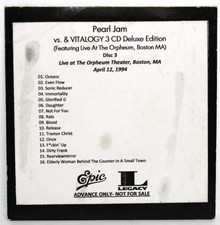 Pearl Jam
vs. & VITALOGY 3 CD Deluxe Edition
(Featuring Live At The Orpheum, Boston MA)
Disc 3
Live at the Orpheum Theater, Boston, MA
April 12, 1994
1. Oceans
2. Even Flow
3. Sonic Reducer
4. Immortality
5. Glorified G
6. Daughter
7. Not For You
8. Rats
9. Blood
10. Release
11. Tremor Christ
12. Once
13. F*ckin' Up
14. Dirty Frank
15. Rearviewmirror
16. Elderly Woman Behind The Counter In A Small Town
Epic
L
LEGACY
ADVANCE ONLY- NOT FOR SALE